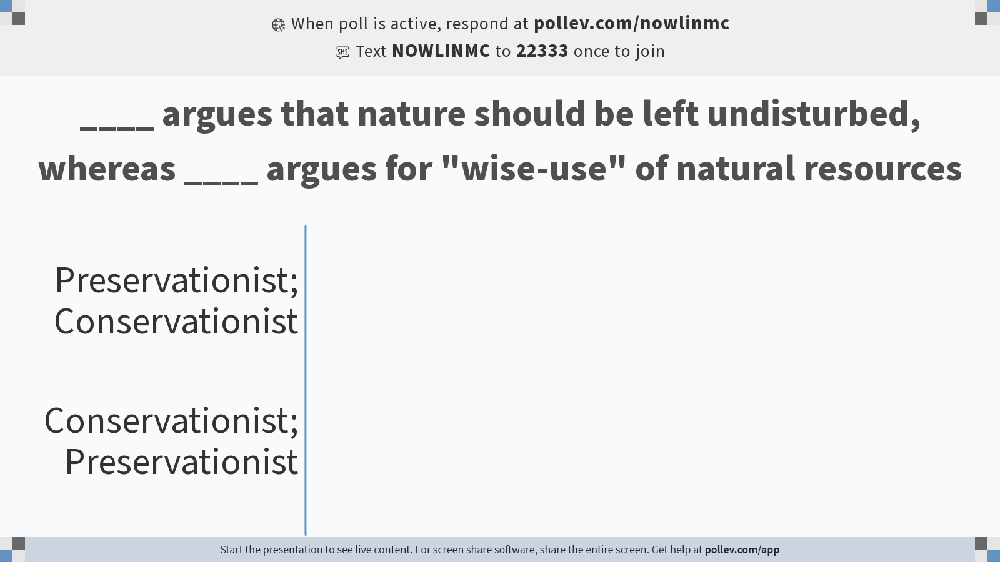 When poll is active, respond at pollev.com/nowlinmc
Text NOWLINMC to 22333 once to join
____ argues that nature should be left undisturbed,
whereas ____ argues for "wise-use" of natural resources
Preservationist;
Conservationist
Conservationist;
Preservationist
Start the presentation to see live content. For screen share software, share the entire screen. Get help at pollev.com/app